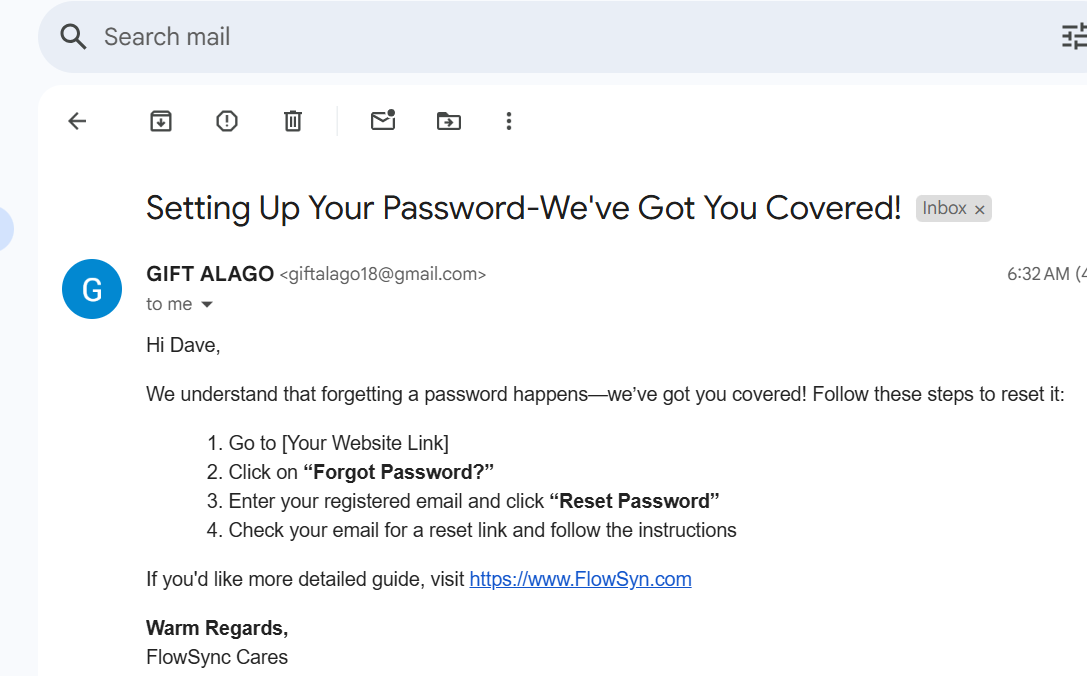 Search mail
Setting Up Your Password-We've Got You Covered! Inbox ×
GIFT ALAGO <giftalago18@gmail.com> 6:32 AM (4
to me
Hi Dave,
We understand that forgetting a password happens—we’ve got you covered! Follow these steps to reset it:
1. Go to [Your Website Link]
2. Click on “Forgot Password?”
3. Enter your registered email and click “Reset Password”
4. Check your email for a reset link and follow the instructions
If you'd like more detailed guide, visit https://www.FlowSyn.com
Warm Regards,
FlowSync Cares
G